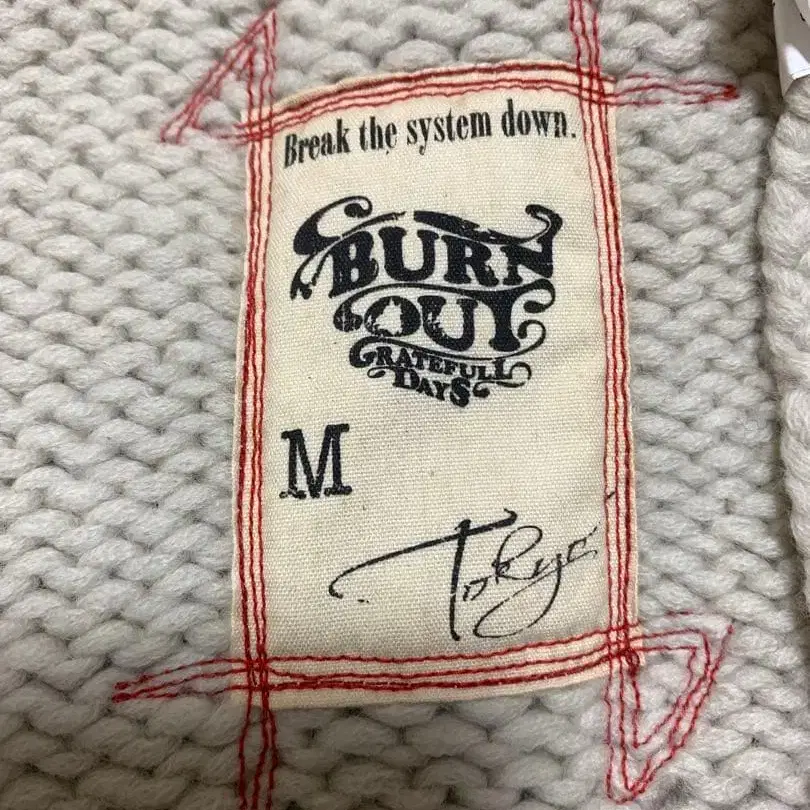 Break the system down.
BURN
OUT
GRATEFULL
DAYS
M
Tokyo